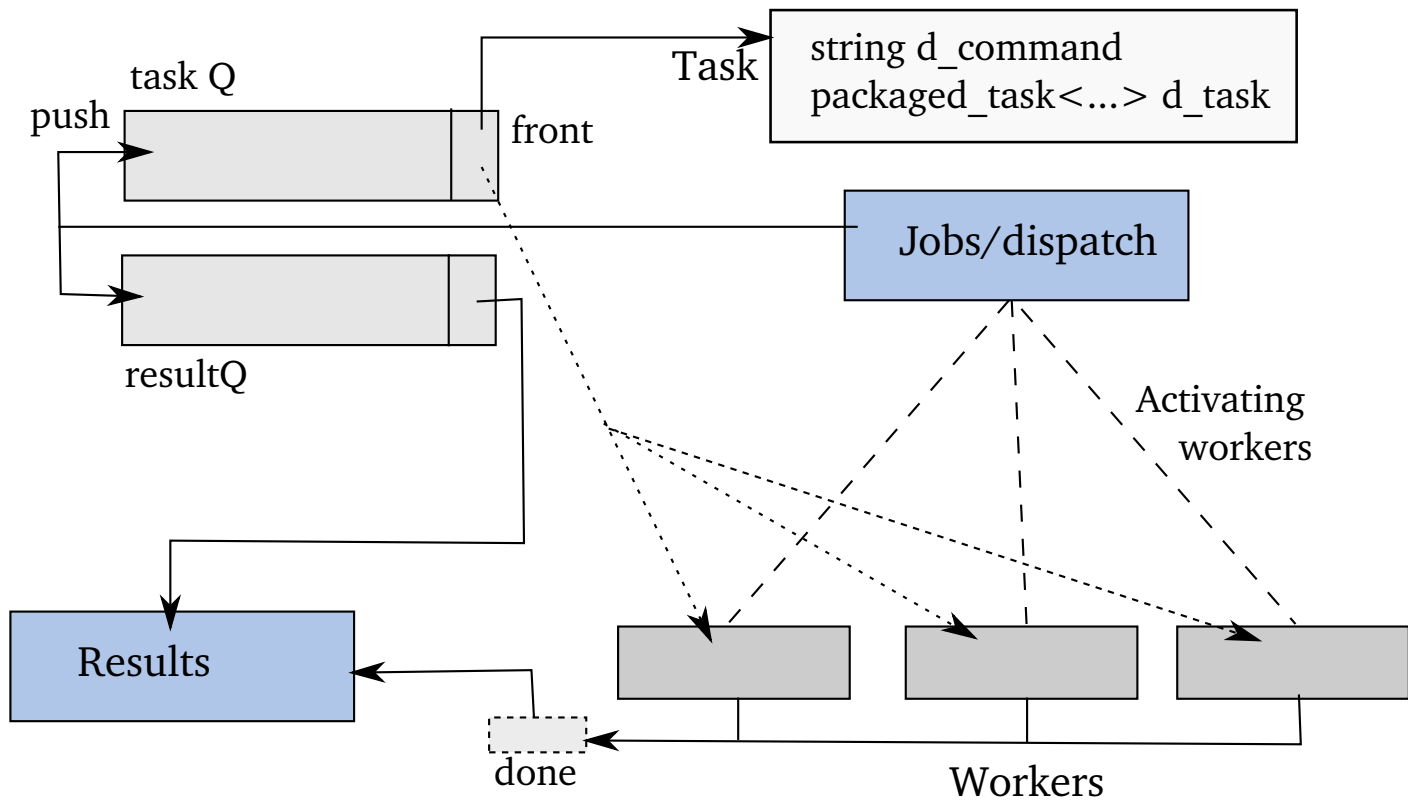 task Q
push
front
Task
string d_command
packaged_task<...> d_task
Jobs/dispatch
resultQ
Activating
workers
Results
done
Workers